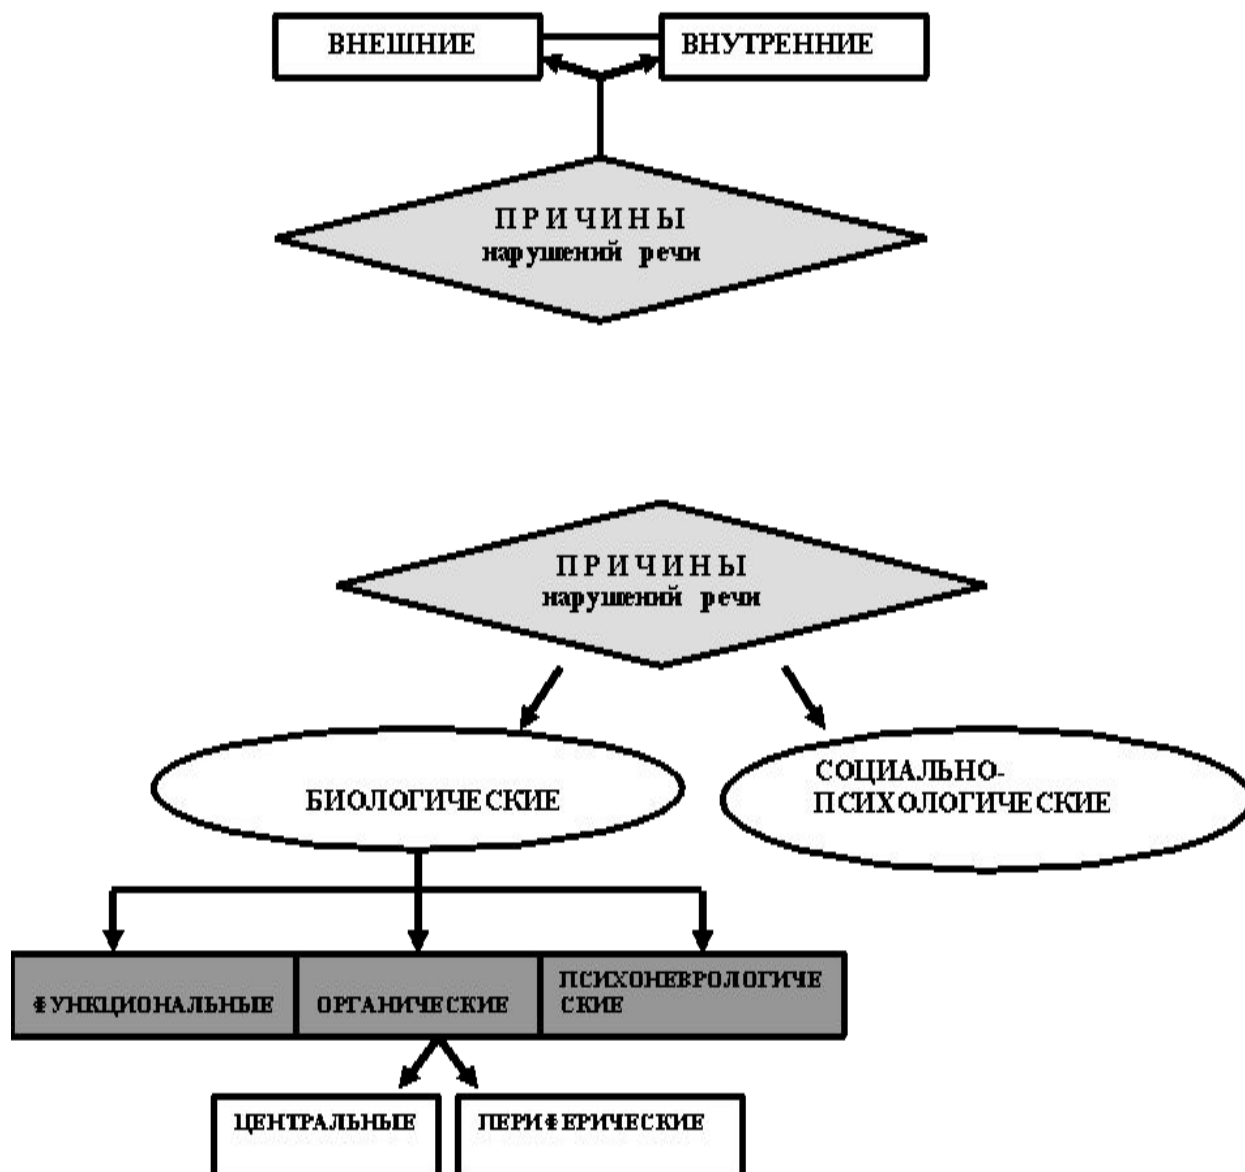 ВНЕШНИЕ
ВНУТРЕННИЕ
ПРИЧИНЫ
нарушений речи
ПРИЧИНЫ
нарушений речи
БИОЛОГИЧЕСКИЕ
СОЦИАЛЬНО-
ПСИХОЛОГИЧЕСКИЕ
ФУНКЦИОНАЛЬНЫЕ
ОРГАНИЧЕСКИЕ
ПСИХОНЕВРОЛОГИЧЕ
СКИЕ
ЦЕНТРАЛЬНЫЕ
ПЕРИФЕРИЧЕСКИЕ